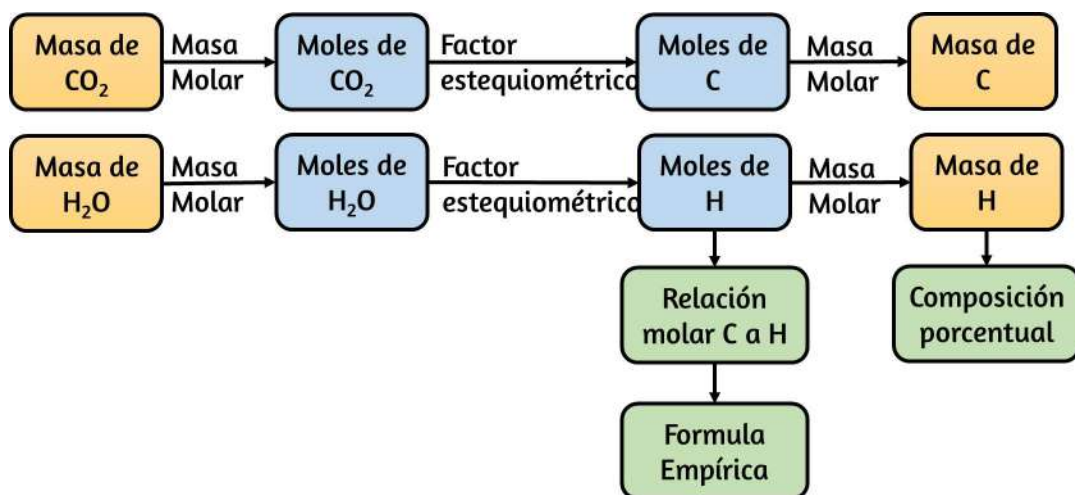 Masa de
CO₂
Masa
Molar
Moles de
CO₂
Factor
estequiométrico
Moles de
C
Masa
Molar
Masa de
C
Masa de
H₂O
Masa
Molar
Moles de
H₂O
Factor
estequiométrico
Moles de
H
Masa
Molar
Masa de
H
Relación
molar C a H
Composición
porcentual
Formula
Empírica